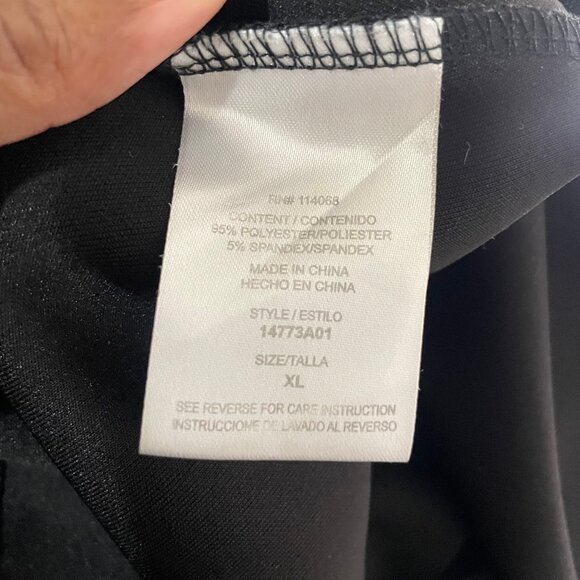 RN# 114068
CONTENT / CONTENIDO
95% POLYESTER/POLIESTER
5% SPANDEX/SPANDEX
MADE IN CHINA
HECHO EN CHINA
STYLE / ESTILO
14773A01
SIZE/TALLA
XL
SEE REVERSE FOR CARE INSTRUCTION
INSTRUCCIONE DE LAVADO AL REVERSO